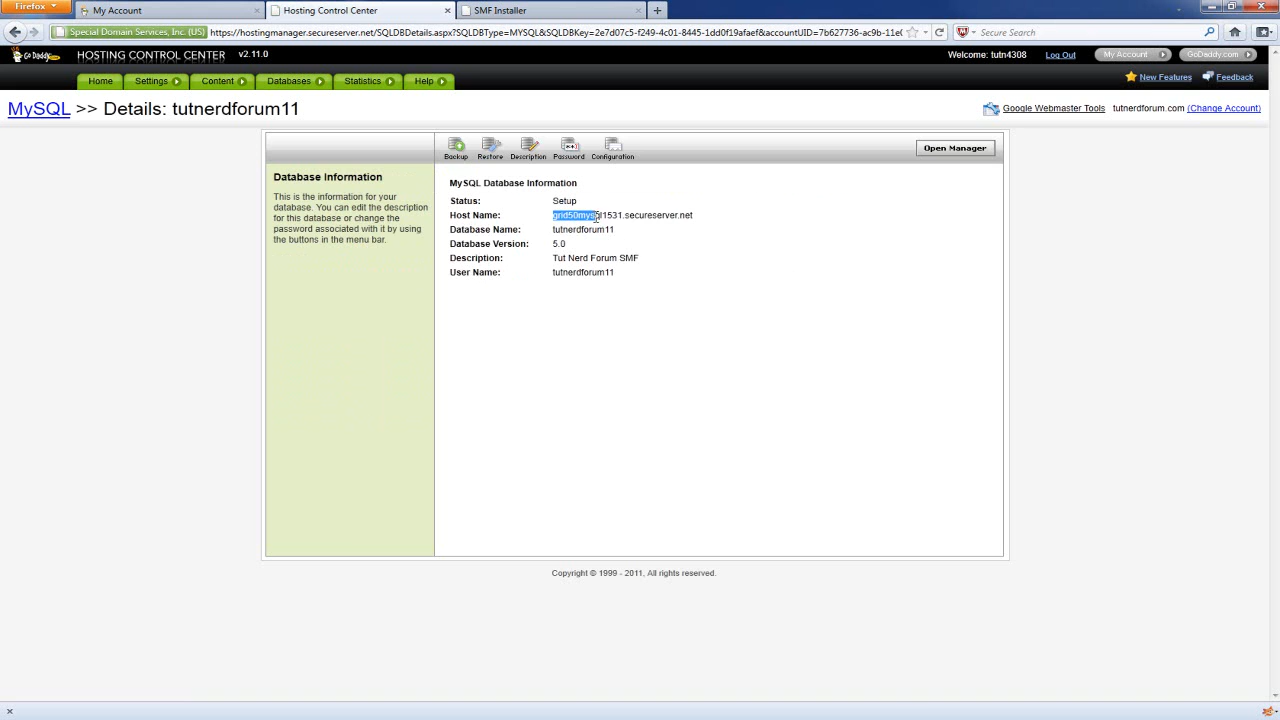 Firefox
My Account
Hosting Control Center
SMF Installer
Special Domain Services, Inc. (US)
https://hostingmanager.secureserver.net/SQLDBDetails.aspx?SQLDBType=MYSQL&SQLDBKey=2e7d07c5-f269-4c01-8445-1dd0f19afaef&accountUID=7b627736-ac9b-11e0
Secure Search
Go Daddy HOSTING CONTROL CENTER v2.11.0
Welcome: tutn4308 Log Out My Account GoDaddy.com
Home Settings Content Databases Statistics Help
New Features Feedback
MySQL >> Details: tutnerdforum11
Google Webmaster Tools tutnerdforum.com (Change Account)
Backup Restore Description Password Configuration
Open Manager
Database Information
This is the information for your
database. You can edit the description
for this database or change the
password associated with it by using
the buttons in the menu bar.
MySQL Database Information
Status: Setup
Host Name: grid50mysql1531.secureserver.net
Database Name: tutnerdforum11
Database Version: 5.0
Description: Tut Nerd Forum SMF
User Name: tutnerdforum11
Copyright © 1999 - 2011, All rights reserved.